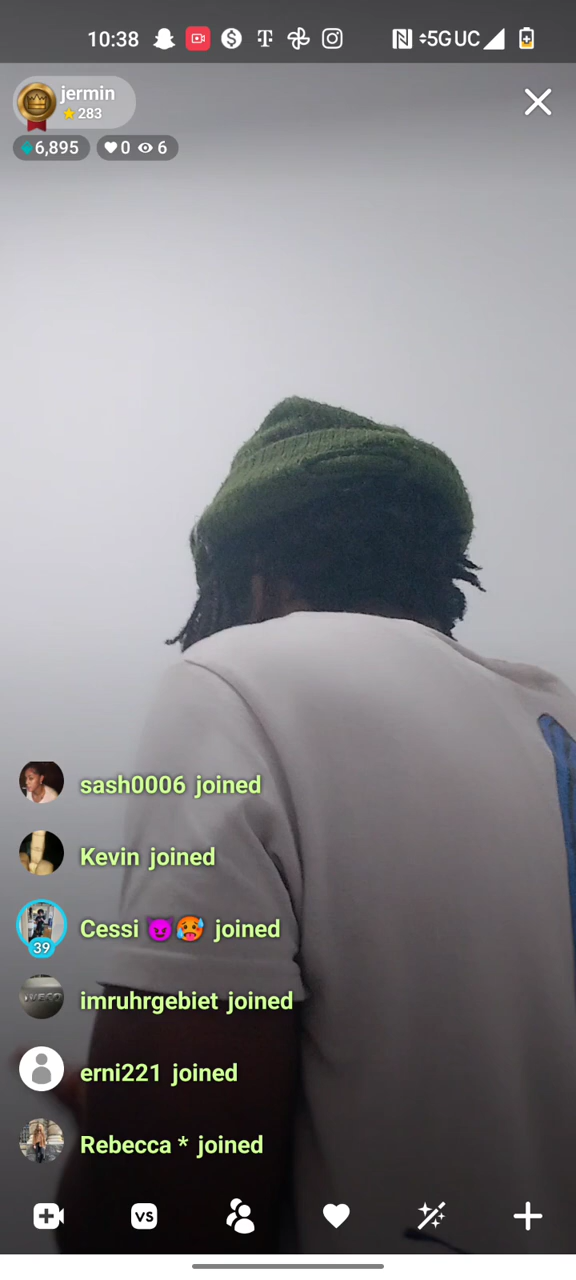 10:38 5G UC
jermin
283
6,895 0 6
sash0006 joined
Kevin joined
Cessi 😈🥵 joined
39
IVECO
imruhrgebiet joined
erni221 joined
Rebecca * joined
VS